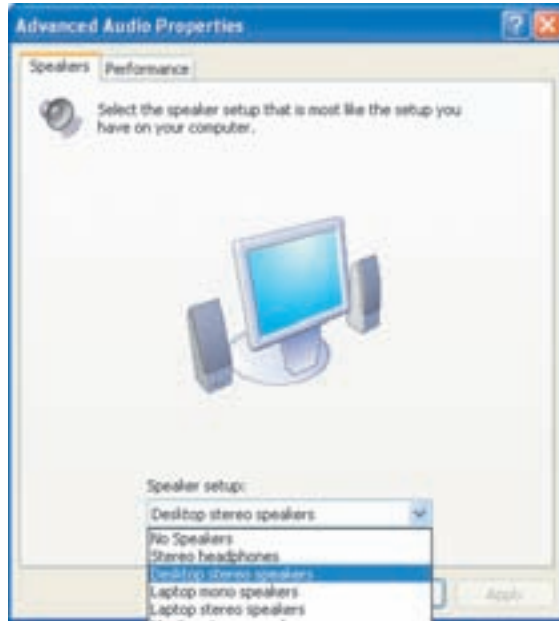 Advanced Audio Properties
Speakers Performance
Select the speaker setup that is most like the setup you
have on your computer.
Speaker setup:
Desktop stereo speakers
No Speakers
Stereo headphones
Desktop stereo speakers
Laptop mono speakers
Laptop stereo speakers
Apply